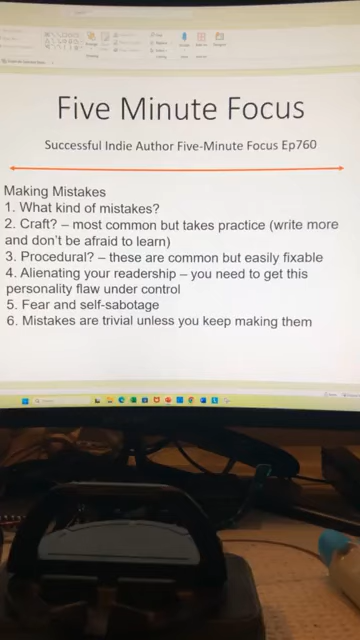 Five Minute Focus
Successful Indie Author Five-Minute Focus Ep760
Making Mistakes
1. What kind of mistakes?
2. Craft? – most common but takes practice (write more
and don't be afraid to learn)
3. Procedural? – these are common but easily fixable
4. Alienating your readership – you need to get this
personality flaw under control
5. Fear and self-sabotage
6. Mistakes are trivial unless you keep making them